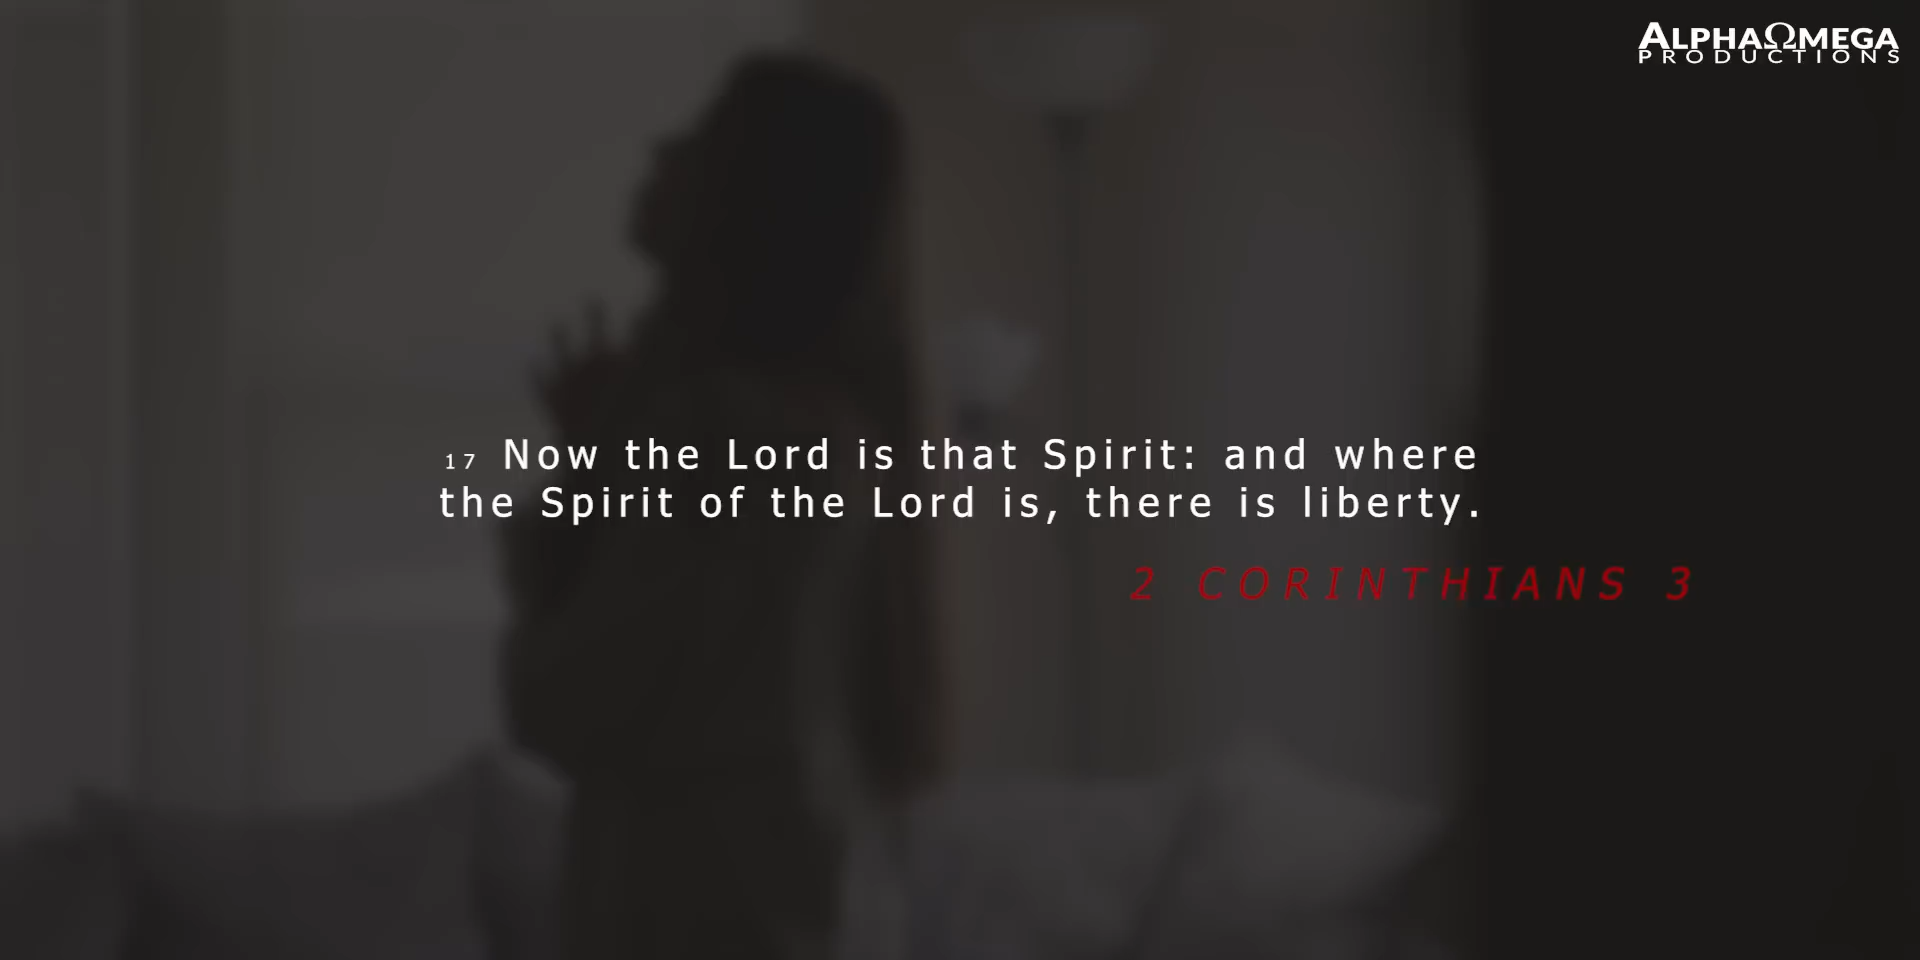 ALPHAΩMEGA
PRODUCTIONS
17 Now the Lord is that Spirit: and where
the Spirit of the Lord is, there is liberty.
2 CORINTHIANS 3